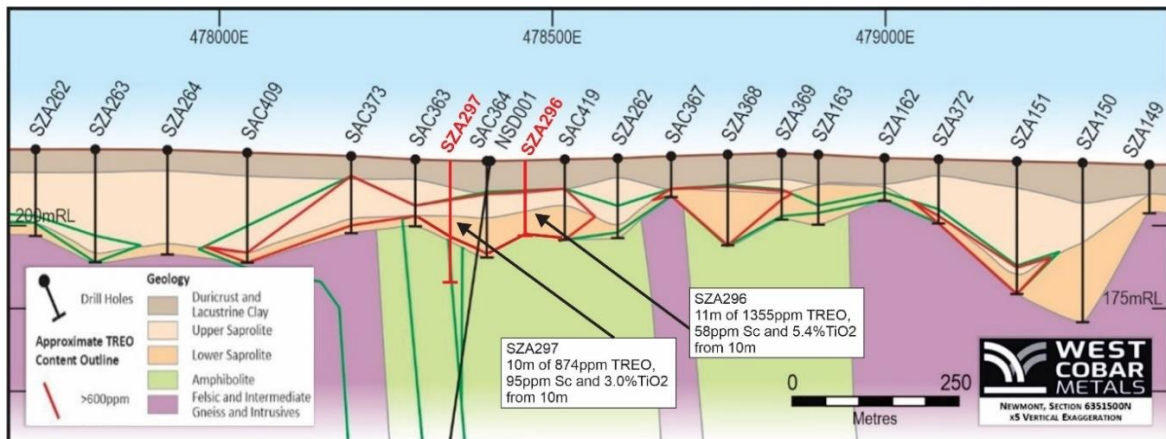 478000E
478500E
479000E
SZA262
SZA263
SZA264
SAC409
SAC373
SAC363
SZA297
SAC364
NSD001
SZA296
SAC419
SZA262
SAC367
SZA368
SZA369
SZA163
SZA162
SZA372
SZA151
SZA150
SZA149
200mRL
175mRL
Drill Holes
Approximate TREO
Content Outline
>600ppm
Geology
Duricrust and
Lacustrine Clay
Upper Saprolite
Lower Saprolite
Amphibolite
Felsic and Intermediate
Gneiss and Intrusives
SZA297
10m of 874ppm TREO,
95ppm Sc and 3.0%TiO2
from 10m
SZA296
11m of 1355ppm TREO,
58ppm Sc and 5.4%TiO2
from 10m
0
250
Metres
WEST
COBAR
METALS
NEWMONT, SECTION 6351500N
X5 VERTICAL EXAGGERATION